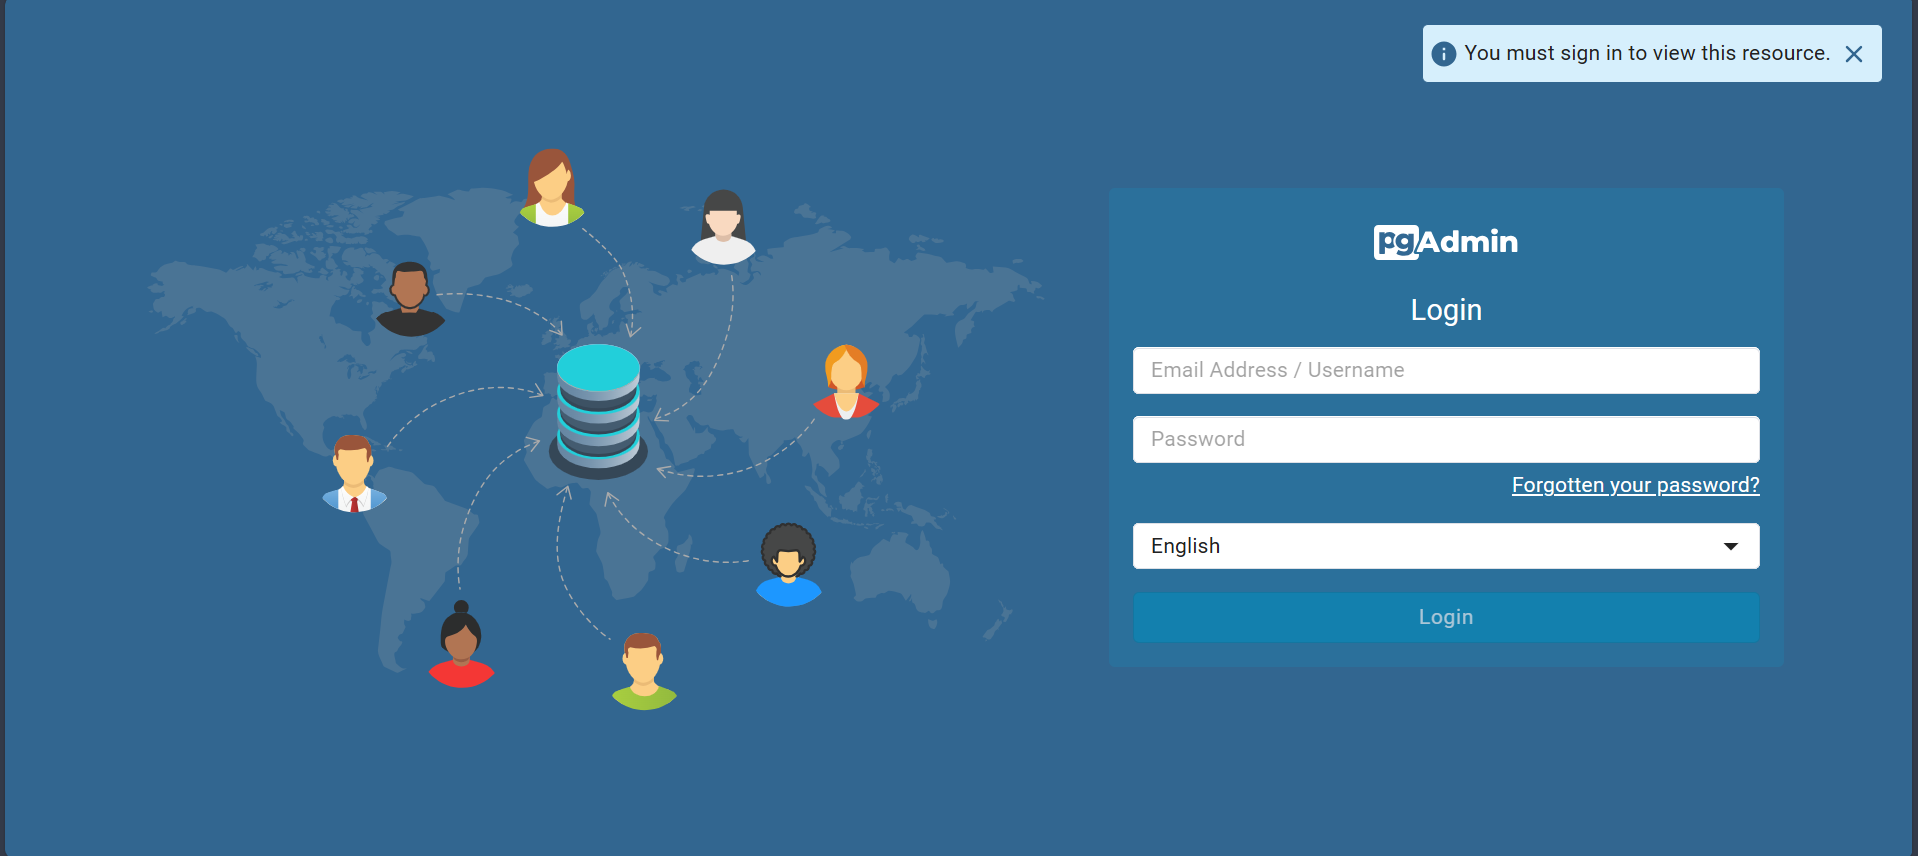 You must sign in to view this resource.
pgAdmin
Login
Email Address / Username
Password
Forgotten your password?
English
Login